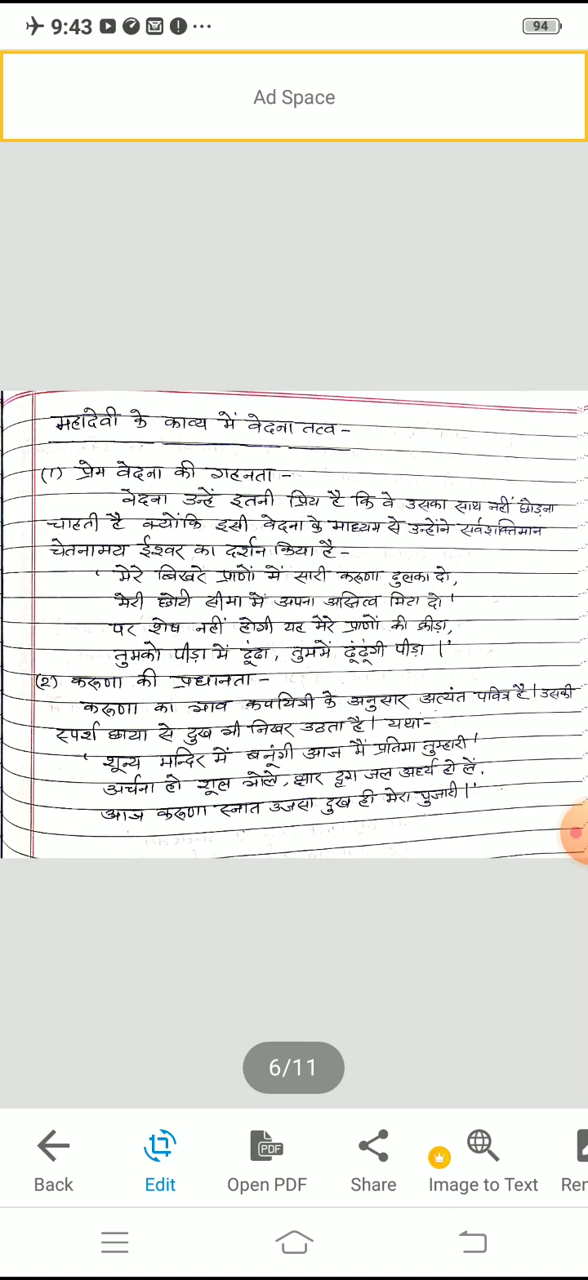 9:43
94
Ad Space
महादेवी के काव्य में वेदना तत्व -
(1) प्रेम वेदना की गहनता -
वेदना उन्हें इतनी प्रिय है कि वे उसका साथ नहीं छोड़ना
चाहती है क्योंकि इसी वेदना के माध्यम से उन्होंने सर्वशक्तिमान
चेतनामय ईश्वर का दर्शन किया है -
' मेरे बिखरे प्राणों में सारी करुणा ढुलका दो,
मेरी छोटी सीमा में अपना अस्तित्व मिटा दो।
पर शेष नहीं होगी यह मेरे प्राणों की क्रीड़ा,
तुमको पीड़ा में ढूंढा, तुममें ढूंढूंगी पीड़ा।'
(२) करुणा की प्रधानता -
करुणा का भाव कवयित्री के अनुसार अत्यंत पवित्र है। उसकी
स्पर्श छाया से दुख भी निखर उठता है। यथा-
' शून्य मन्दिर में बनूंगी आज मैं प्रतिमा तुम्हारी।
अर्चना हो शूल भोले, क्षार दृग जल अर्घ्य हो लें,
आज करुणा स्नात उजसा दुख ही मेरा पुजारी।'
6/11
Back
Edit
PDF
Open PDF
Share
Image to Text
Rer